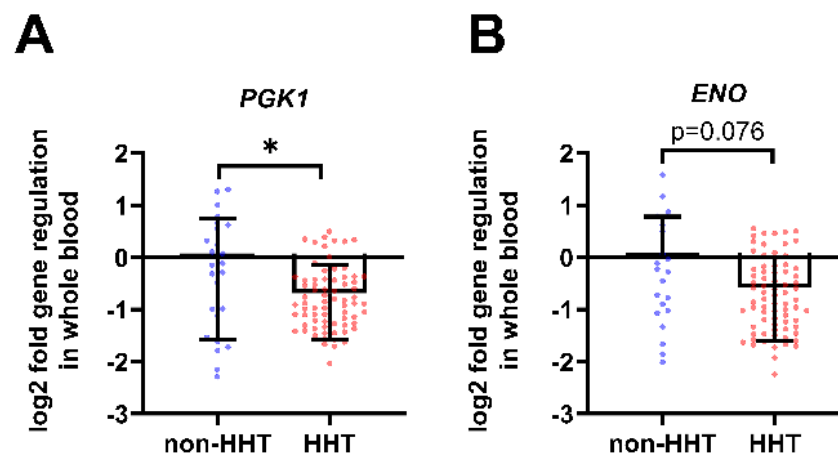 A
B
PGK1
ENO
*
p=0.076
log2 fold gene regulation
in whole blood
2
1
0
-1
-2
-3
non-HHT
HHT
log2 fold gene regulation
in whole blood
2
1
0
-1
-2
-3
non-HHT
HHT